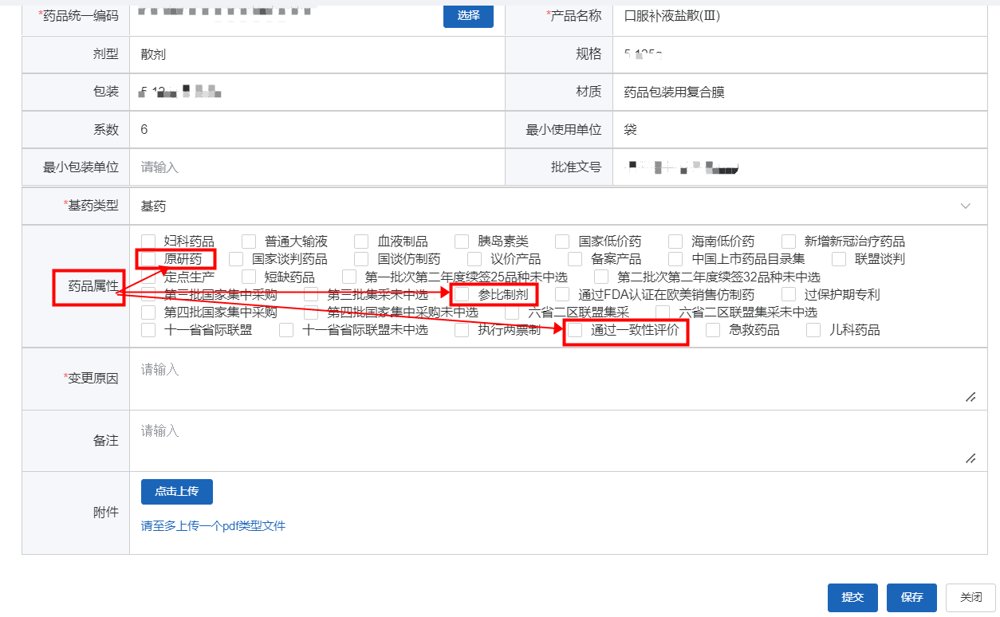 *药品统一编码 选择 *产品名称 口服补液盐散(Ⅲ)
剂型 散剂 规格
包装 材质 药品包装用复合膜
系数 6 最小使用单位 袋
最小包装单位 请输入 批准文号
*基药类型 基药
药品属性
妇科药品 普通大输液 血液制品 胰岛素类 国家低价药 海南低价药 新增新冠治疗药品
原研药 国家谈判药品 国谈仿制药 议价产品 备案产品 中国上市药品目录集 联盟谈判
定点生产 短缺药品 第一批次第二年度续签25品种未中选 第二批次第二年度续签32品种未中选
第三批国家集中采购 第三批集采未中选 参比制剂 通过FDA认证在欧美销售仿制药 过保护期专利
第四批国家集中采购 第四批国家集中采购未中选 六省二区联盟集采 六省二区联盟集采未中选
十一省省际联盟 十一省省际联盟未中选 执行两票制 通过一致性评价 急救药品 儿科药品
*变更原因 请输入
备注 请输入
附件 点击上传
请至多上传一个pdf类型文件
提交 保存 关闭